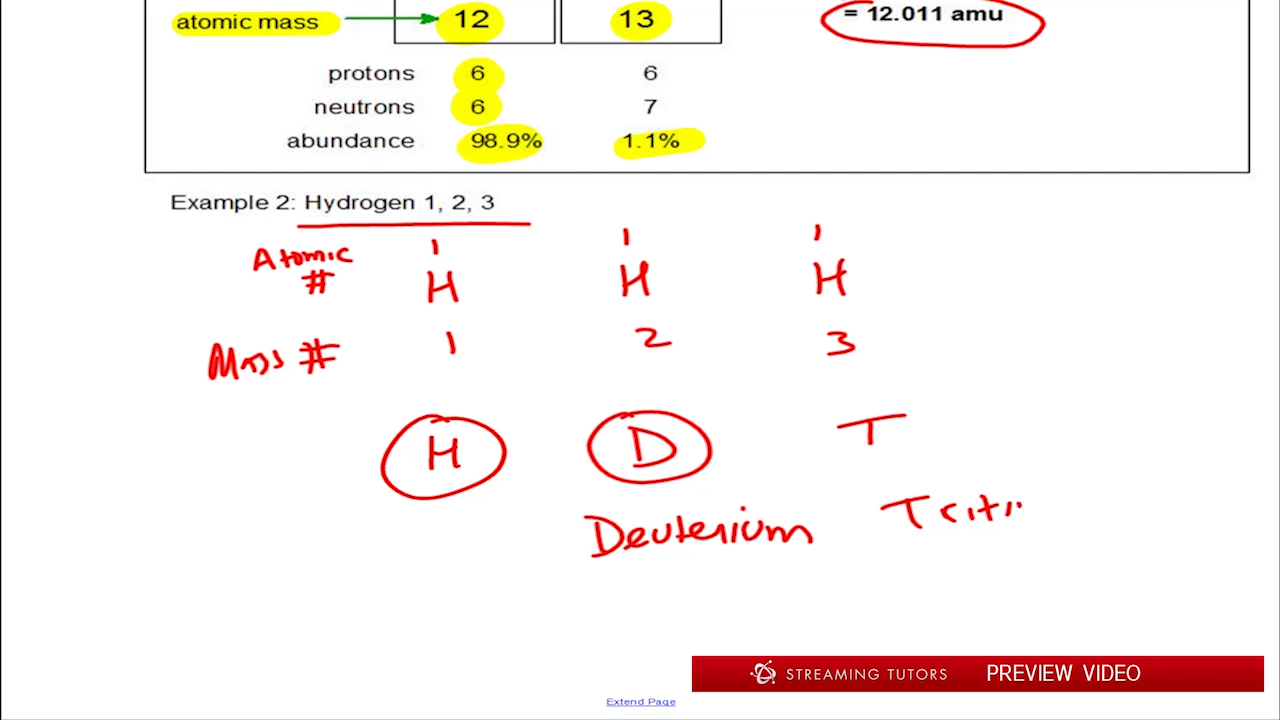 atomic mass 12 13 = 12.011 amu
protons 6 6
neutrons 6 7
abundance 98.9% 1.1%
Example 2: Hydrogen 1, 2, 3
1 1 1
Atomic # H H H
Mass # 1 2 3
H D T
Deuterium Triti
STREAMING TUTORS PREVIEW VIDEO
Extend Page